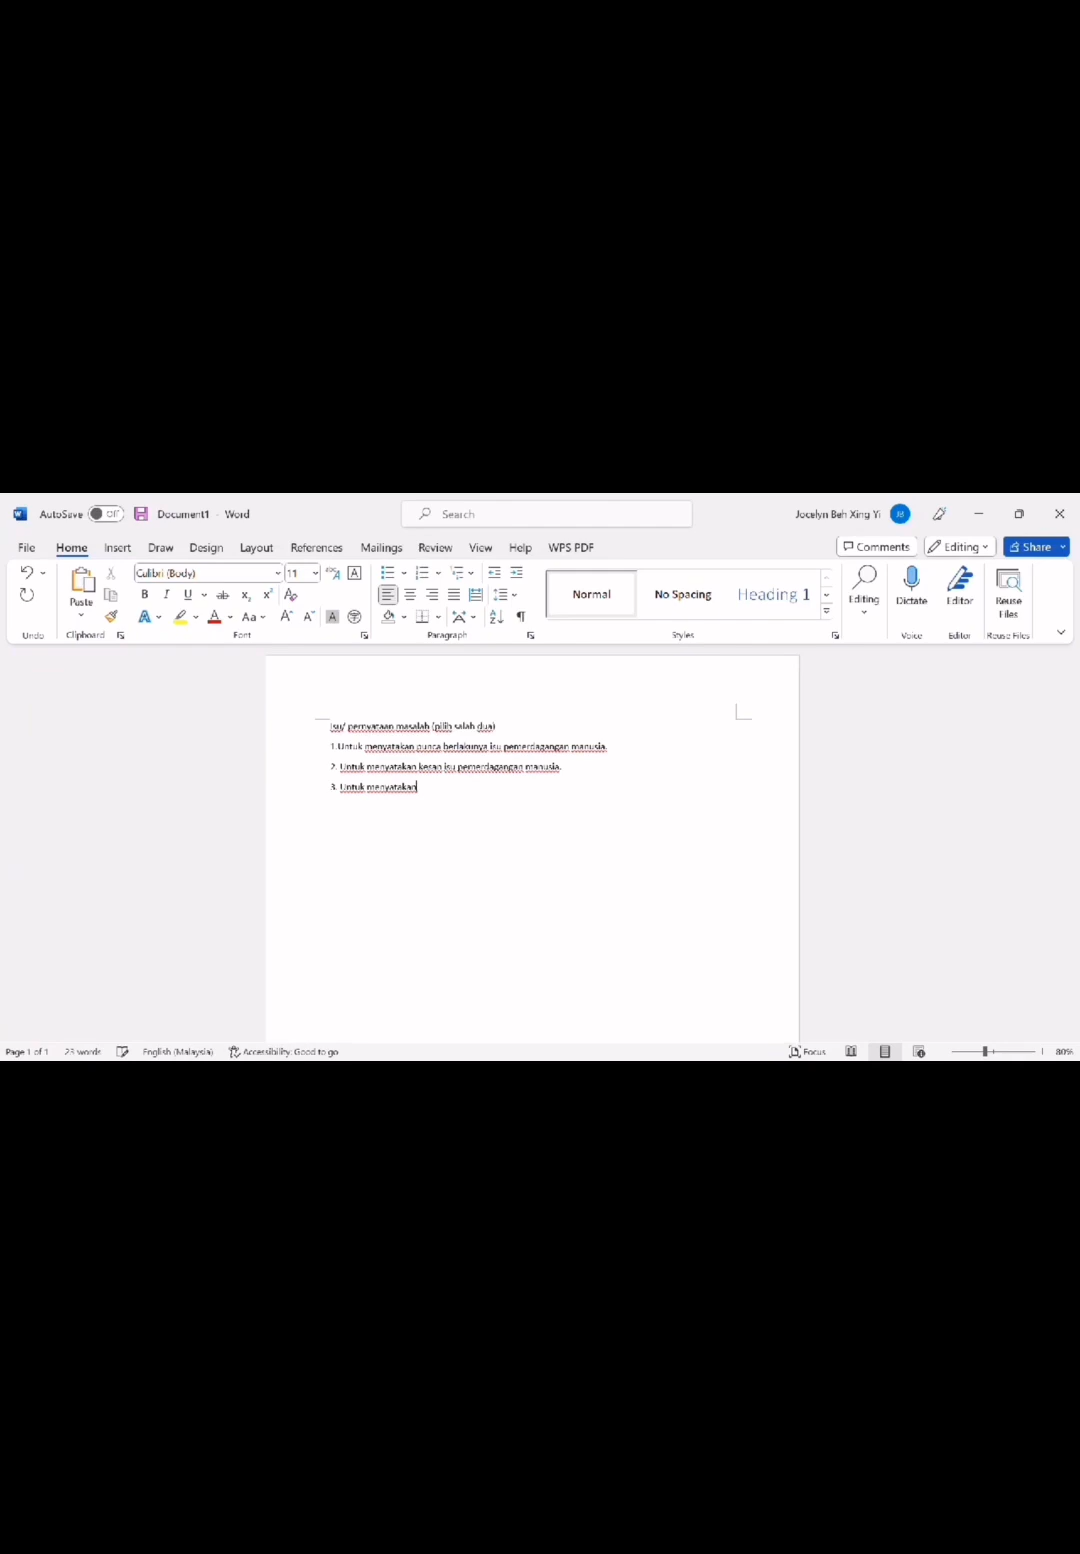 AutoSave Off Document1 - Word Search Jocelyn Beh Xing Yi JB
File Home Insert Draw Design Layout References Mailings Review View Help WPS PDF Comments Editing Share
Calibri (Body) 11
Paste
Normal No Spacing Heading 1
Editing Dictate Editor Reuse Files
Undo Clipboard Font Paragraph Styles Voice Editor Reuse Files
Isu/ pernyataan masalah (pilih salah dua)
1.Untuk menyatakan punca berlakunya isu pemerdagangan manusia.
2. Untuk menyatakan kesan isu pemerdagangan manusia.
3. Untuk menyatakan
Page 1 of 1 23 words English (Malaysia) Accessibility: Good to go Focus 80%